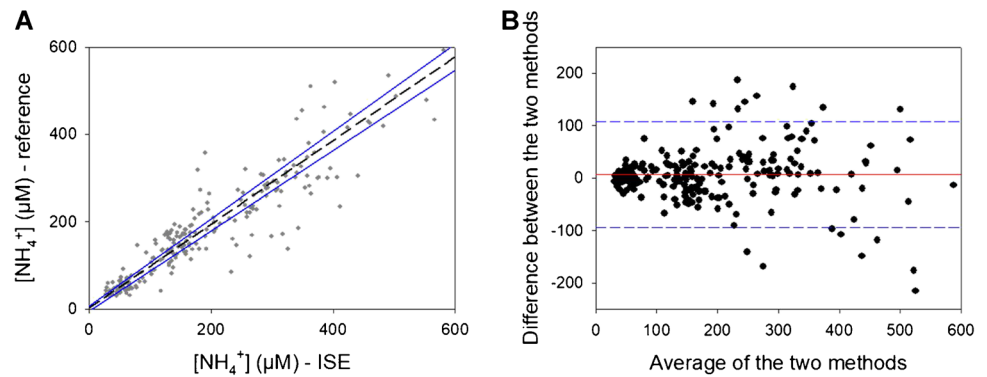 A
[NH4+] (µM) - reference
600
400
200
0
0 200 400 600
[NH4+] (µM) - ISE
B
Difference between the two methods
200
100
0
-100
-200
0 100 200 300 400 500 600
Average of the two methods